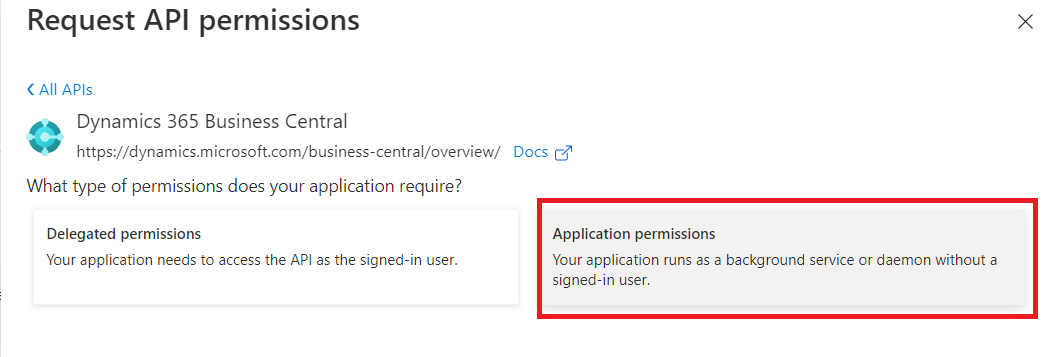 Request API permissions
All APIs
Dynamics 365 Business Central
https://dynamics.microsoft.com/business-central/overview/ Docs
What type of permissions does your application require?
Delegated permissions
Your application needs to access the API as the signed-in user.
Application permissions
Your application runs as a background service or daemon without a
signed-in user.